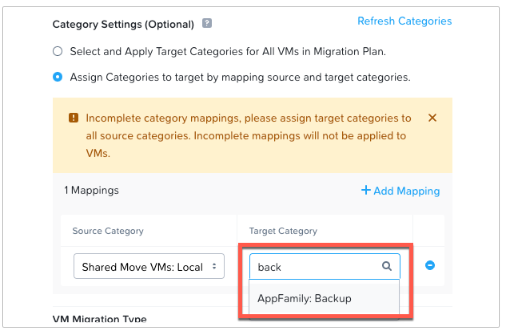 Category Settings (Optional) ?
Refresh Categories
Select and Apply Target Categories for All VMs in Migration Plan.
Assign Categories to target by mapping source and target categories.
Incomplete category mappings, please assign target categories to
all source categories. Incomplete mappings will not be applied to
VMs.
1 Mappings
+ Add Mapping
Source Category
Target Category
Shared Move VMs: Local
back
AppFamily: Backup
VM Migration Type